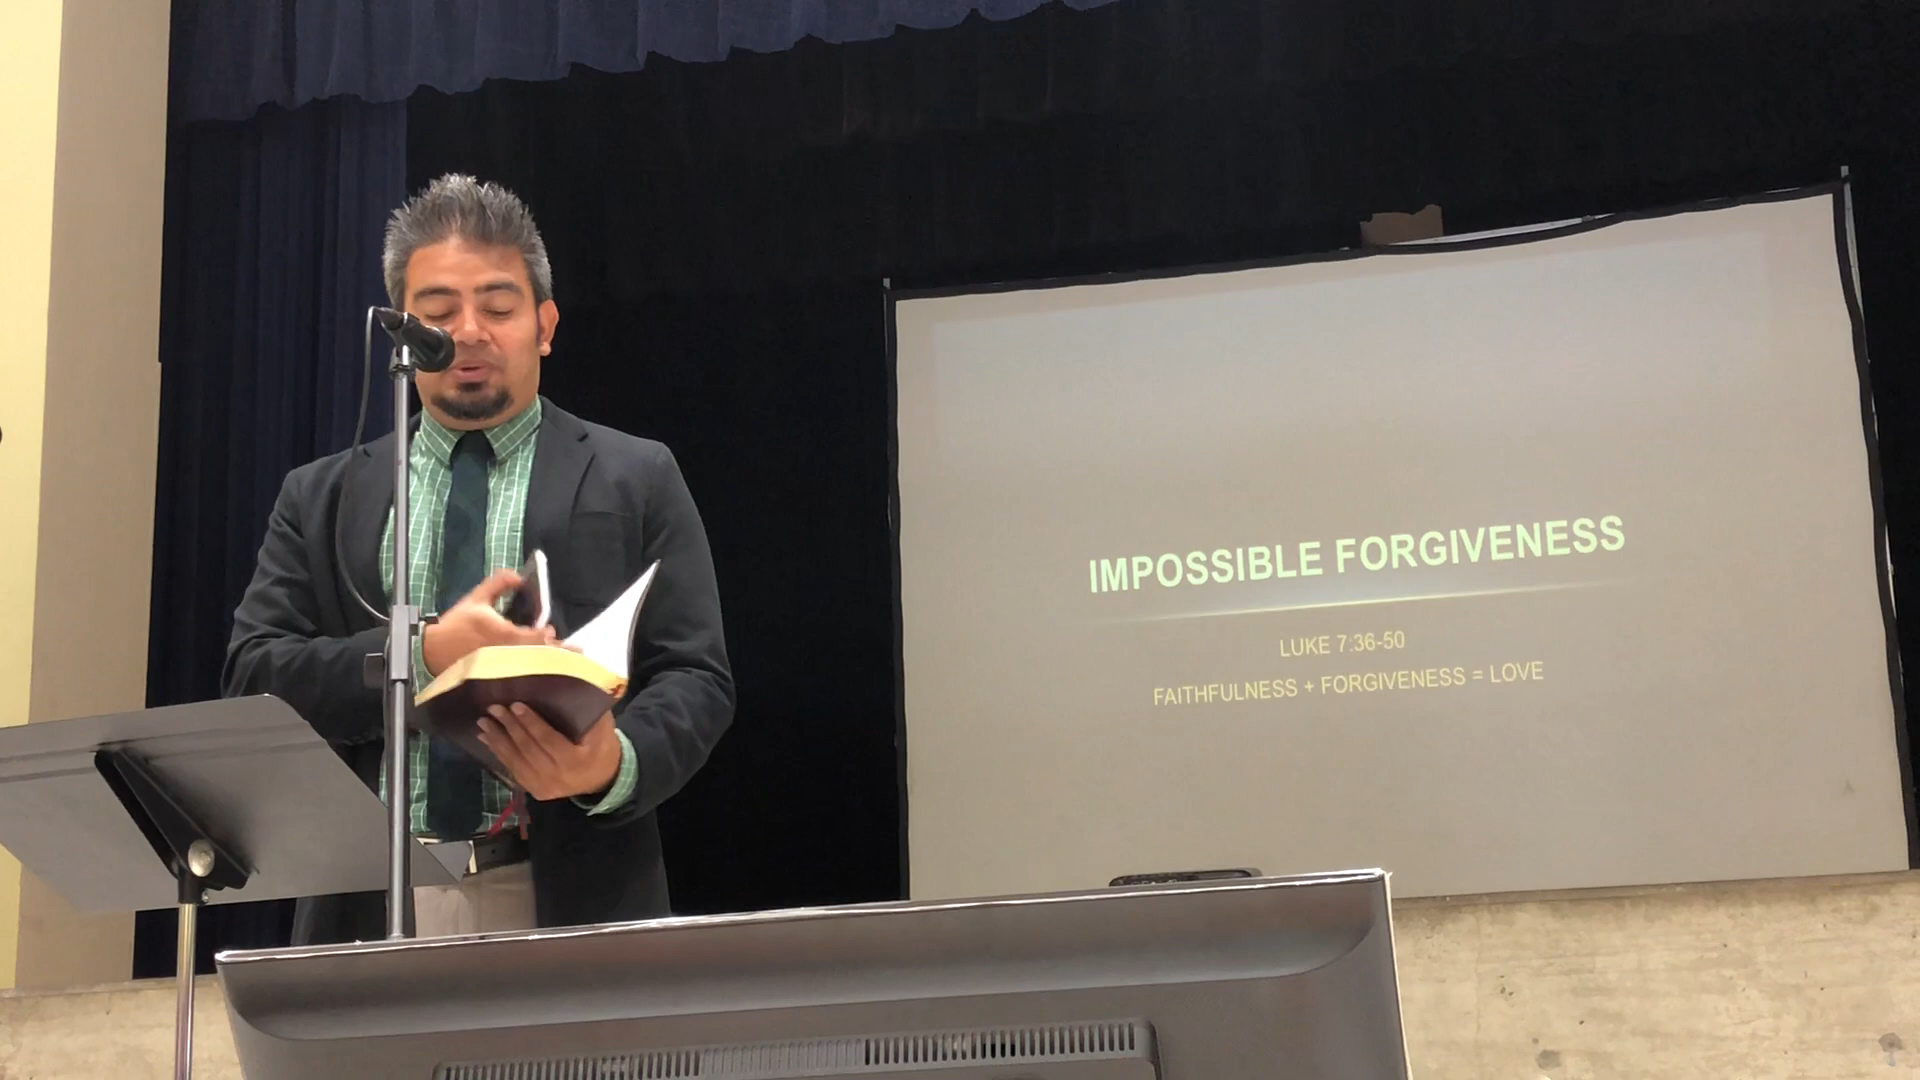 IMPOSSIBLE FORGIVENESS
LUKE 7:36-50
FAITHFULNESS + FORGIVENESS = LOVE